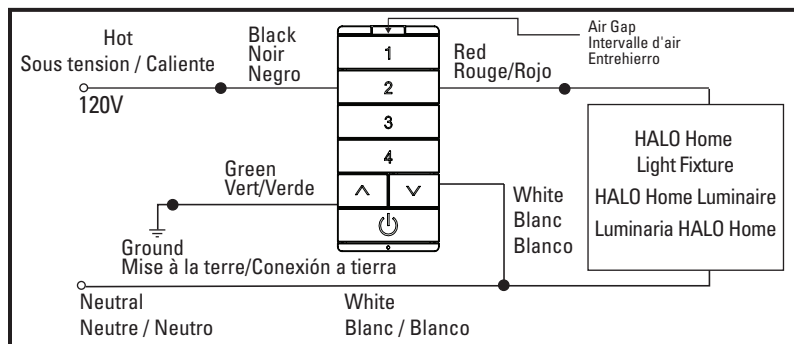 Hot
Sous tension / Caliente
120V
Black
Noir
Negro
1
2
3
4
Air Gap
Intervalle d'air
Entrehierro
Red
Rouge/Rojo
HALO Home
Light Fixture
HALO Home Luminaire
Luminaria HALO Home
Green
Vert/Verde
White
Blanc
Blanco
Ground
Mise à la terre/Conexión a tierra
Neutral
Neutre / Neutro
White
Blanc / Blanco